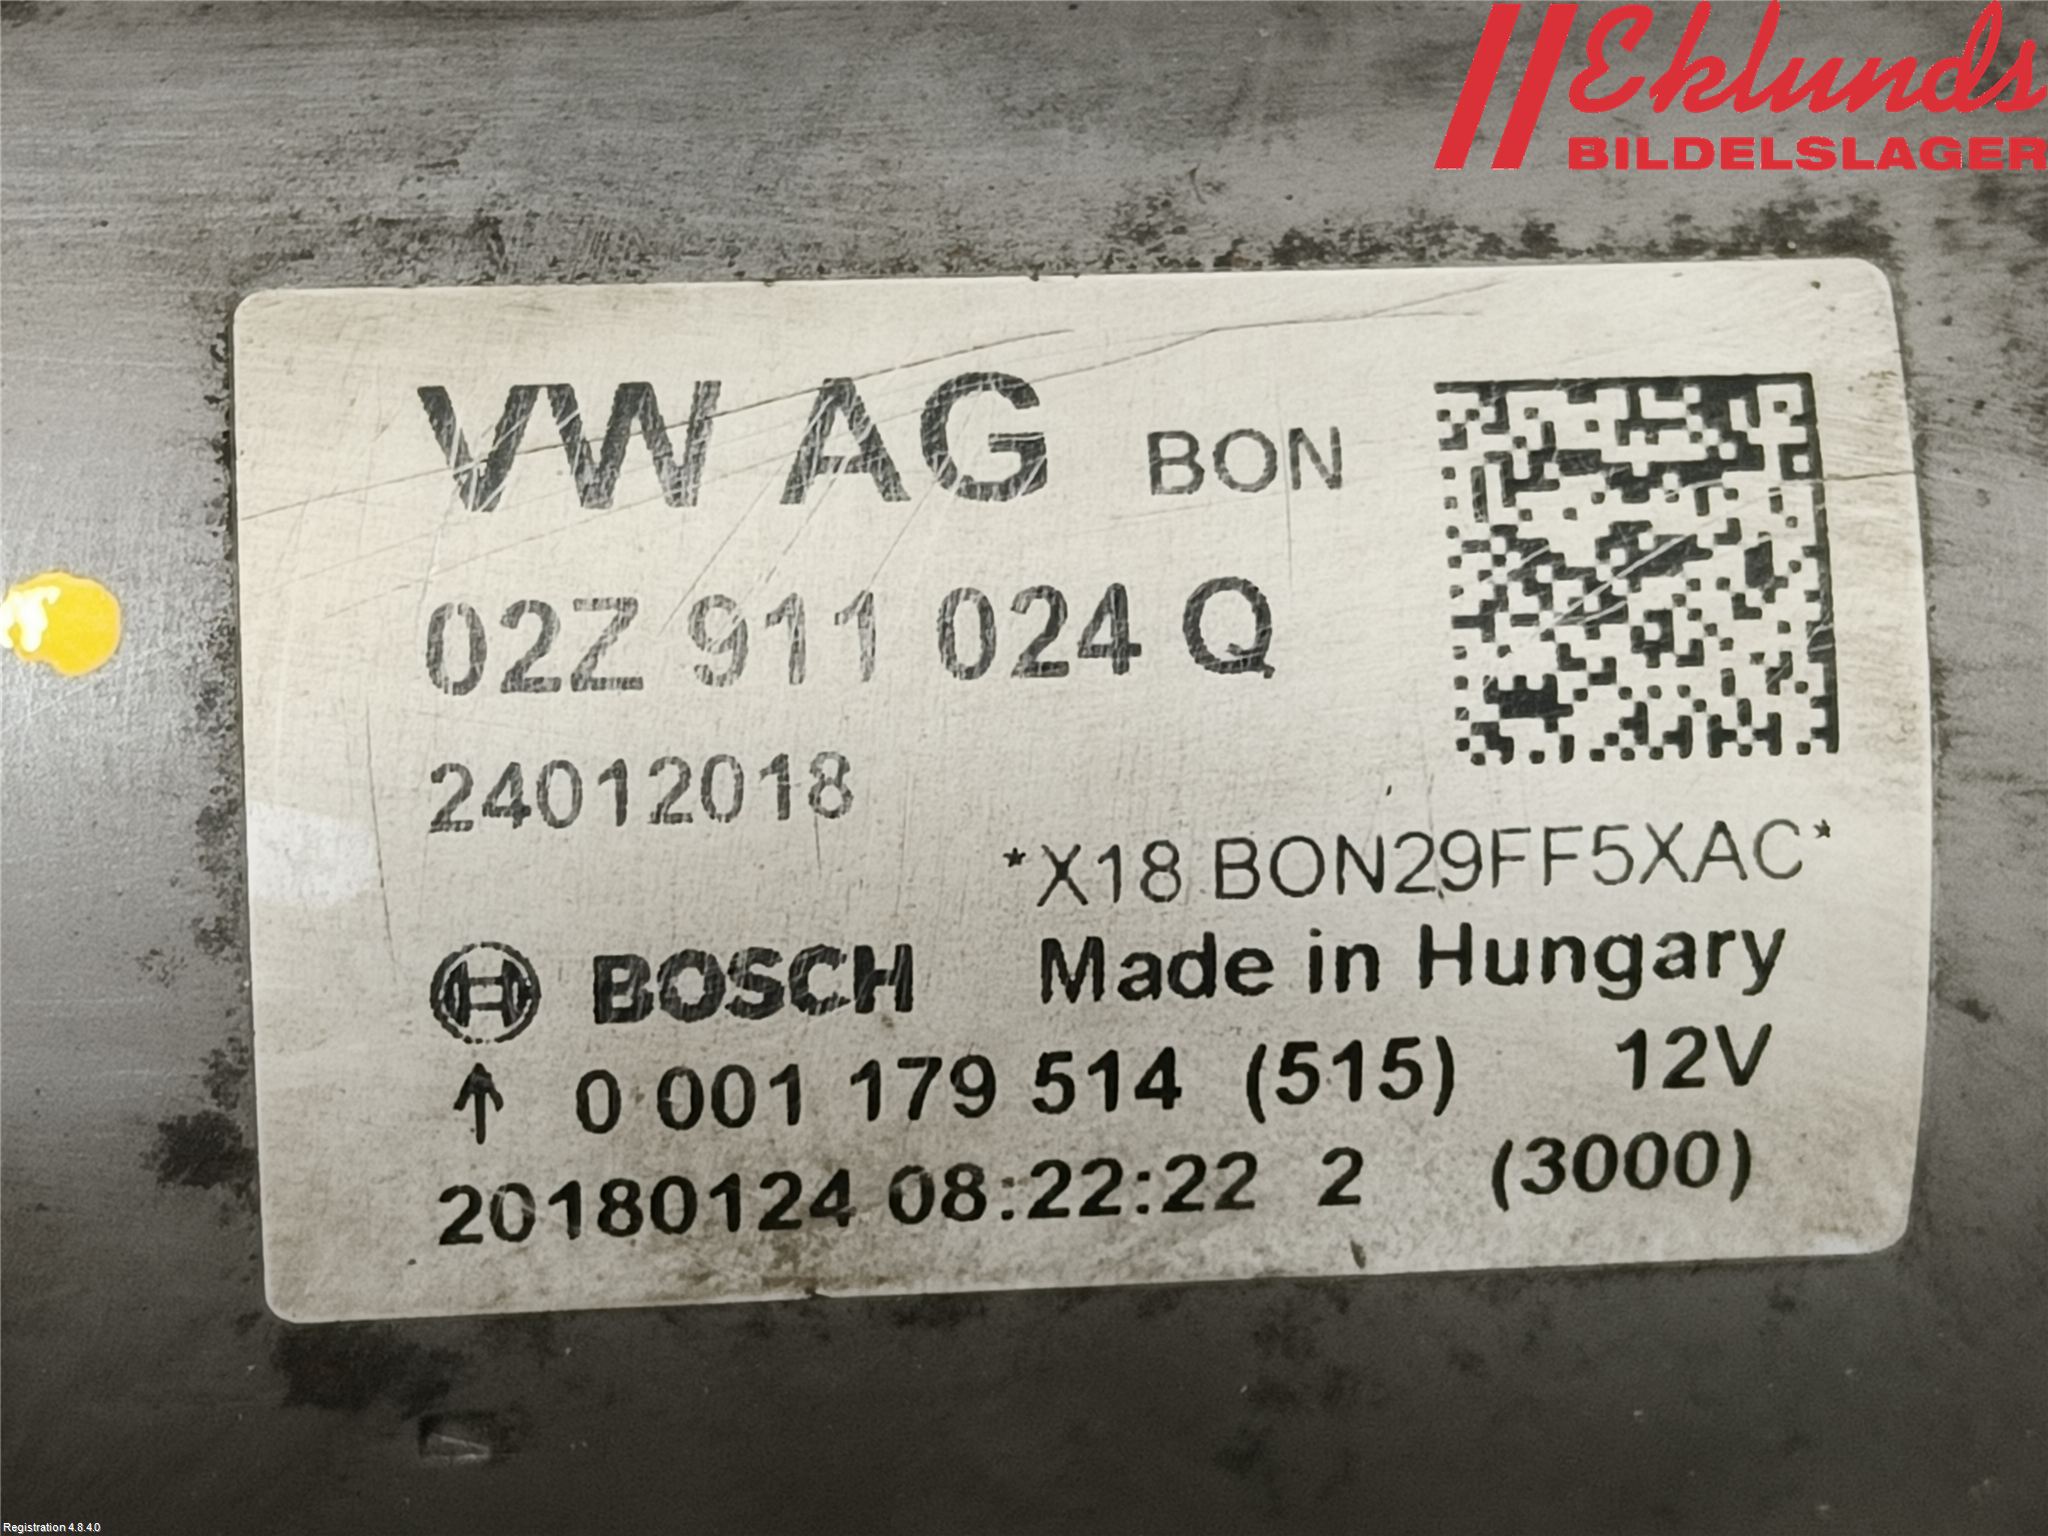 Eklunds
BILDELSLAGER
VW AG BON
02Z 911 024 Q
24012018
*X18 BON29FF5XAC*
BOSCH Made in Hungary
↑ 0 001 179 514 (515) 12V
20180124 08:22:22 2 (3000)
Registration 4.8.4.0